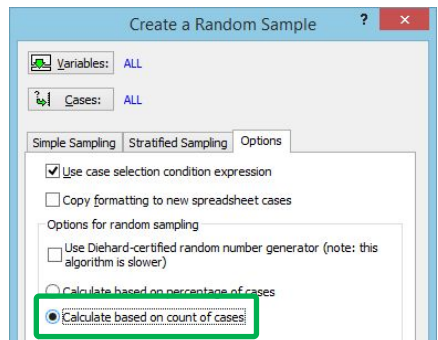 Create a Random Sample ? ×
Variables: ALL
Cases: ALL
Simple Sampling Stratified Sampling Options
Use case selection condition expression
Copy formatting to new spreadsheet cases
Options for random sampling
Use Diehard-certified random number generator (note: this
algorithm is slower)
Calculate based on percentage of cases
Calculate based on count of cases